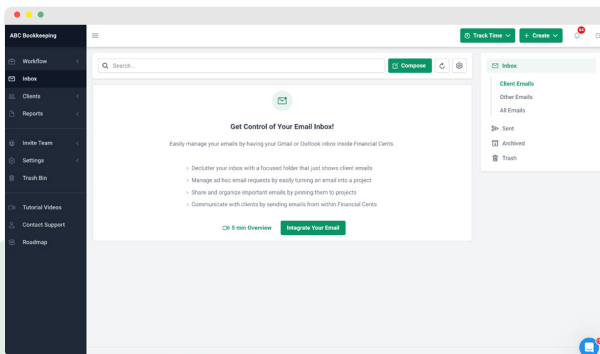 ABC Bookkeeping
Track Time
+ Create
Workflow
Inbox
Clients
Reports
Invite Team
Settings
Trash Bin
Tutorial Videos
Contact Support
Roadmap
Search...
Compose
Get Control of Your Email Inbox!
Easily manage your emails by having your Gmail or Outlook inbox inside Financial Cents.
Declutter your inbox with a focused folder that just shows client emails
Manage ad hoc email requests by easily turning an email into a project
Share and organize important emails by pinning them to projects
Communicate with clients by sending emails from within Financial Cents
5 min Overview
Integrate Your Email
Inbox
Client Emails
Other Emails
All Emails
Sent
Archived
Trash